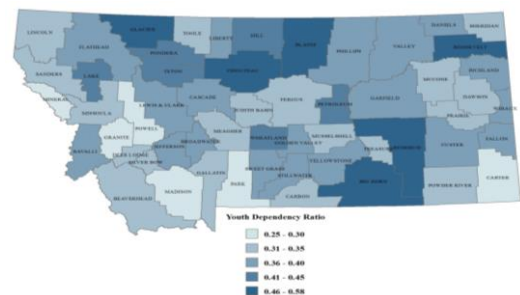 LINCOLN
FLATHEAD
GLACIER
TOOLE
LIBERTY
HILL
BLAINE
PHILLIPS
VALLEY
DANIELS
SHERIDAN
ROOSEVELT
PONDERA
TETON
CHOUTEAU
SANDERS
LAKE
MINERAL
MISSOULA
LEWIS & CLARK
CASCADE
JUDITH BASIN
FERGUS
PETROLEUM
GARFIELD
MCCONE
RICHLAND
DAWSON
PRAIRIE
WIBAUX
POWELL
GRANITE
MEAGHER
WHEATLAND
GOLDEN VALLEY
MUSSELSHELL
TREASURE
ROSEBUD
CUSTER
FALLON
RAVALLI
DEER LODGE
SILVER BOW
JEFFERSON
BROADWATER
GALLATIN
PARK
SWEET GRASS
STILLWATER
YELLOWSTONE
BIG HORN
POWDER RIVER
CARTER
BEAVERHEAD
MADISON
CARBON
Youth Dependency Ratio
0.25 - 0.30
0.31 - 0.35
0.36 - 0.40
0.41 - 0.45
0.46 - 0.58